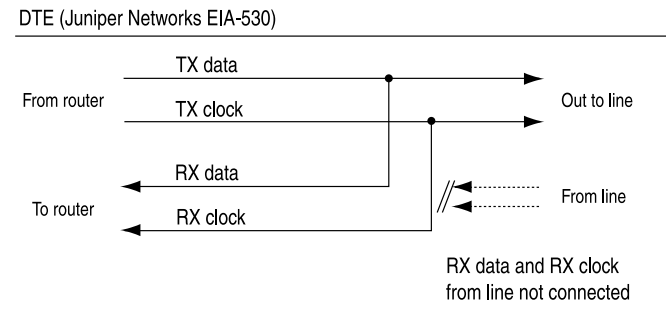 DTE (Juniper Networks EIA-530)
TX data
From router
TX clock
Out to line
RX data
To router
RX clock
From line
RX data and RX clock
from line not connected